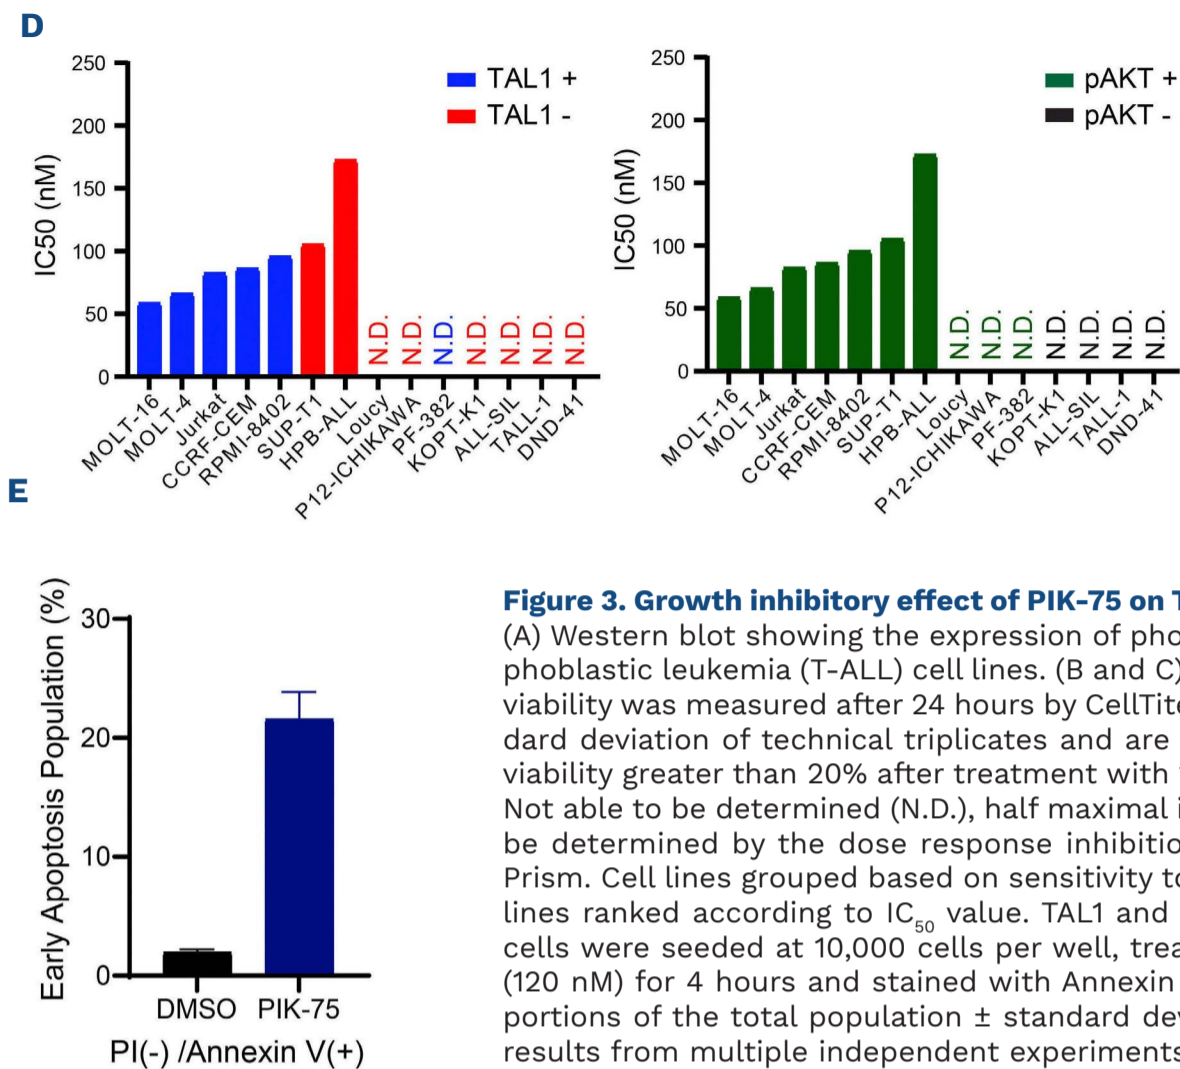 D
250
200
150
100
50
0
IC50 (nM)
TAL1 +
TAL1 -
N.D.
N.D.
N.D.
N.D.
N.D.
N.D.
N.D.
MOLT-16
MOLT-4
Jurkat
CCRF-CEM
RPMI-8402
SUP-T1
HPB-ALL
Loucy
P12-ICHIKAWA
PF-382
KOPT-K1
ALL-SIL
TALL-1
DND-41
250
200
150
100
50
0
IC50 (nM)
pAKT +
pAKT -
N.D.
N.D.
N.D.
N.D.
N.D.
N.D.
N.D.
MOLT-16
MOLT-4
Jurkat
CCRF-CEM
RPMI-8402
SUP-T1
HPB-ALL
Loucy
P12-ICHIKAWA
PF-382
KOPT-K1
ALL-SIL
TALL-1
DND-41
E
30
20
10
0
Early Apoptosis Population (%)
DMSO PIK-75
PI(-) /Annexin V(+)
Figure 3. Growth inhibitory effect of PIK-75 on T
(A) Western blot showing the expression of pho
phoblastic leukemia (T-ALL) cell lines. (B and C)
viability was measured after 24 hours by CellTite
dard deviation of technical triplicates and are
viability greater than 20% after treatment with
Not able to be determined (N.D.), half maximal i
be determined by the dose response inhibitio
Prism. Cell lines grouped based on sensitivity to
lines ranked according to IC50 value. TAL1 and
cells were seeded at 10,000 cells per well, trea
(120 nM) for 4 hours and stained with Annexin
portions of the total population ± standard dev
results from multiple independent experiments